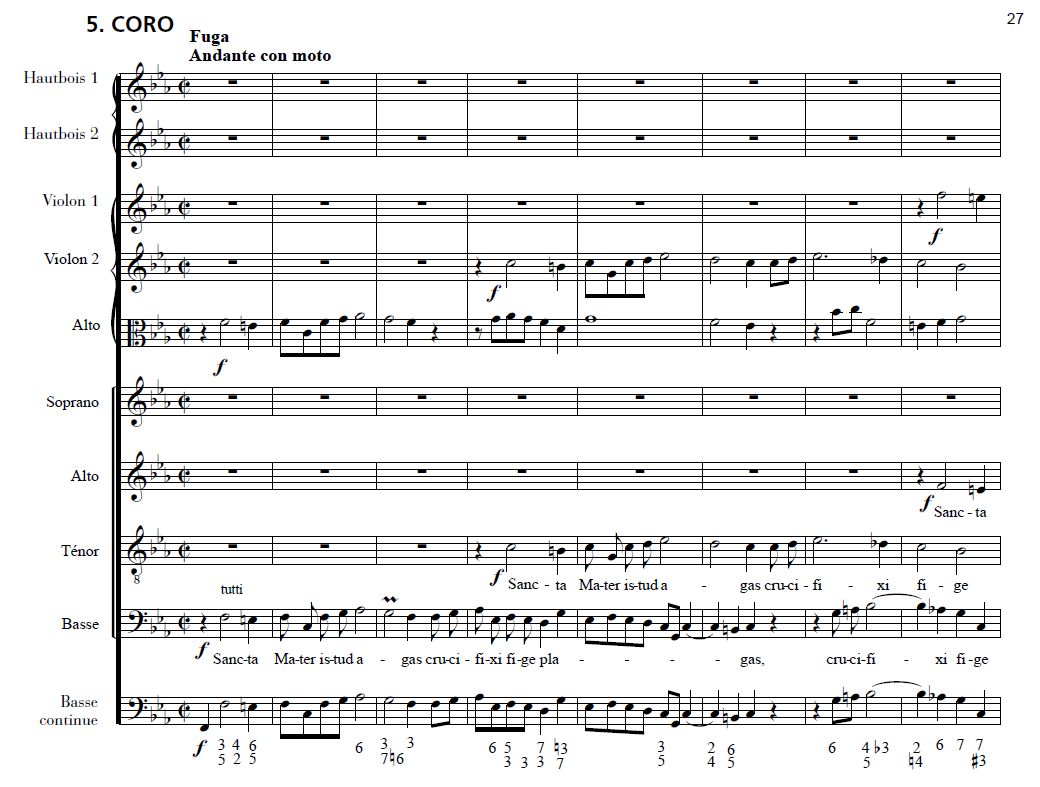 5. CORO
27
Fuga
Andante con moto
Hautbois 1
Hautbois 2
Violon 1
f
Violon 2
f
Alto
f
Soprano
Alto
f Sanc - ta
Ténor
8
f Sanc - ta Ma-ter is-tud a - gas cru-ci - fi - xi fi - ge
tutti
Basse
f Sanc-ta Ma-ter is-tud a - gas cru-ci - fi-xi fi-ge pla - - - - gas, cru-ci-fi - xi fi-ge
Basse
continue
f 3 4 6 6 3 3 6 5 7 ♮3 3 2 6 6 4 ♭3 2 6 7 7
5 2 5 7♮6 3 3 3 7 5 4 5 5 ♮4 ♯3